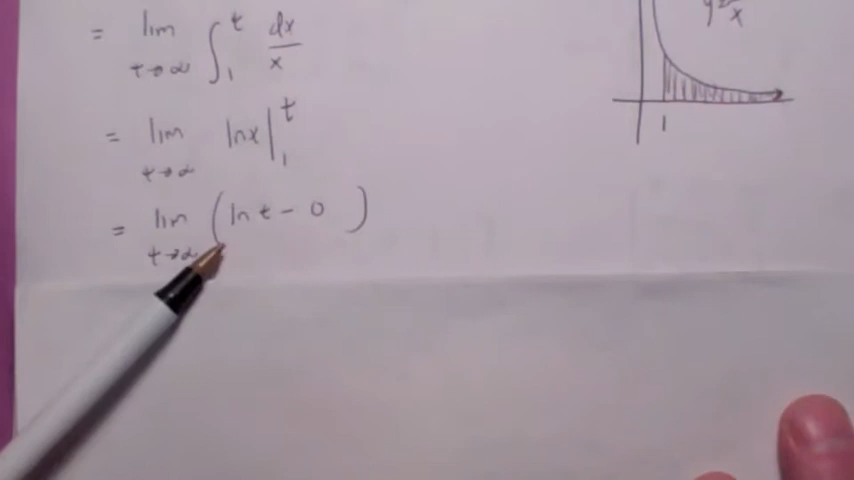 = lim t→∞ ∫₁ᵗ dx/x
= lim t→∞ ln x |₁ᵗ
= lim t→∞ (ln t - 0)
1